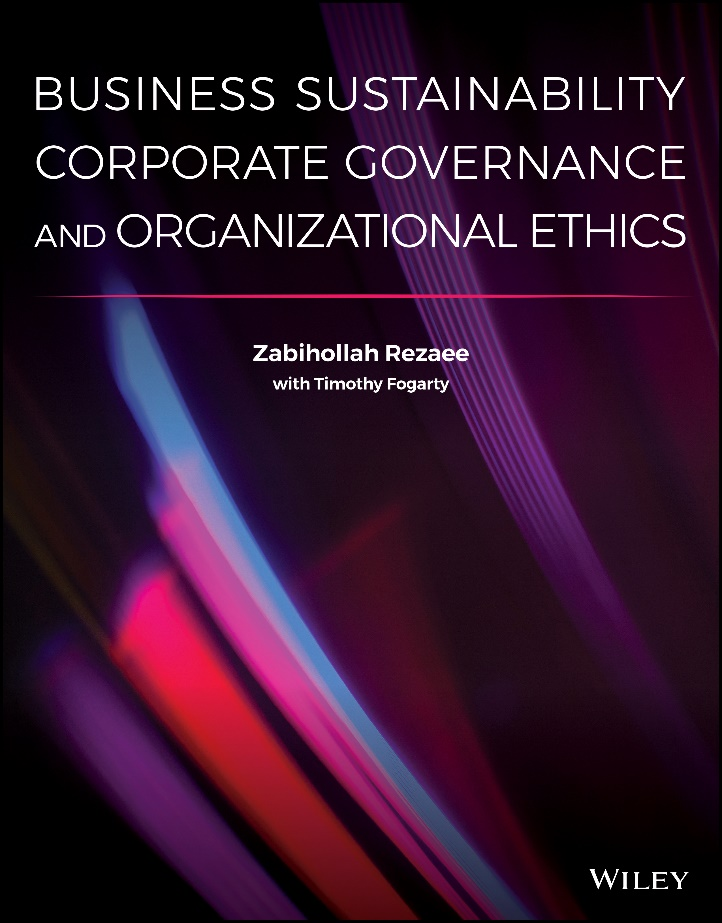 BUSINESS SUSTAINABILITY
CORPORATE GOVERNANCE
AND ORGANIZATIONAL ETHICS
Zabihollah Rezaee
with Timothy Fogarty
WILEY